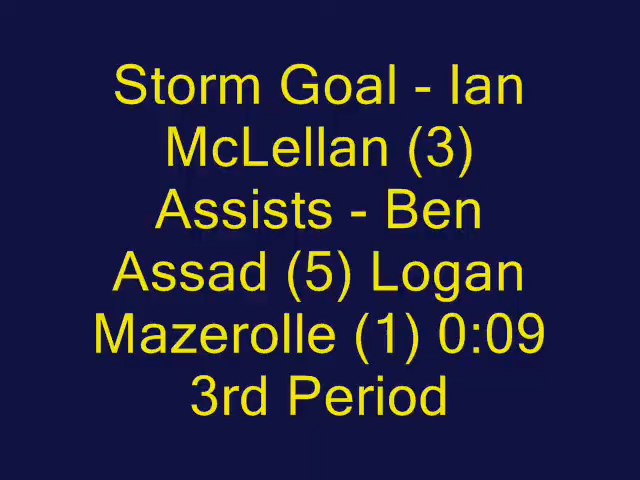 Storm Goal - Ian
McLellan (3)
Assists - Ben
Assad (5) Logan
Mazerolle (1) 0:09
3rd Period